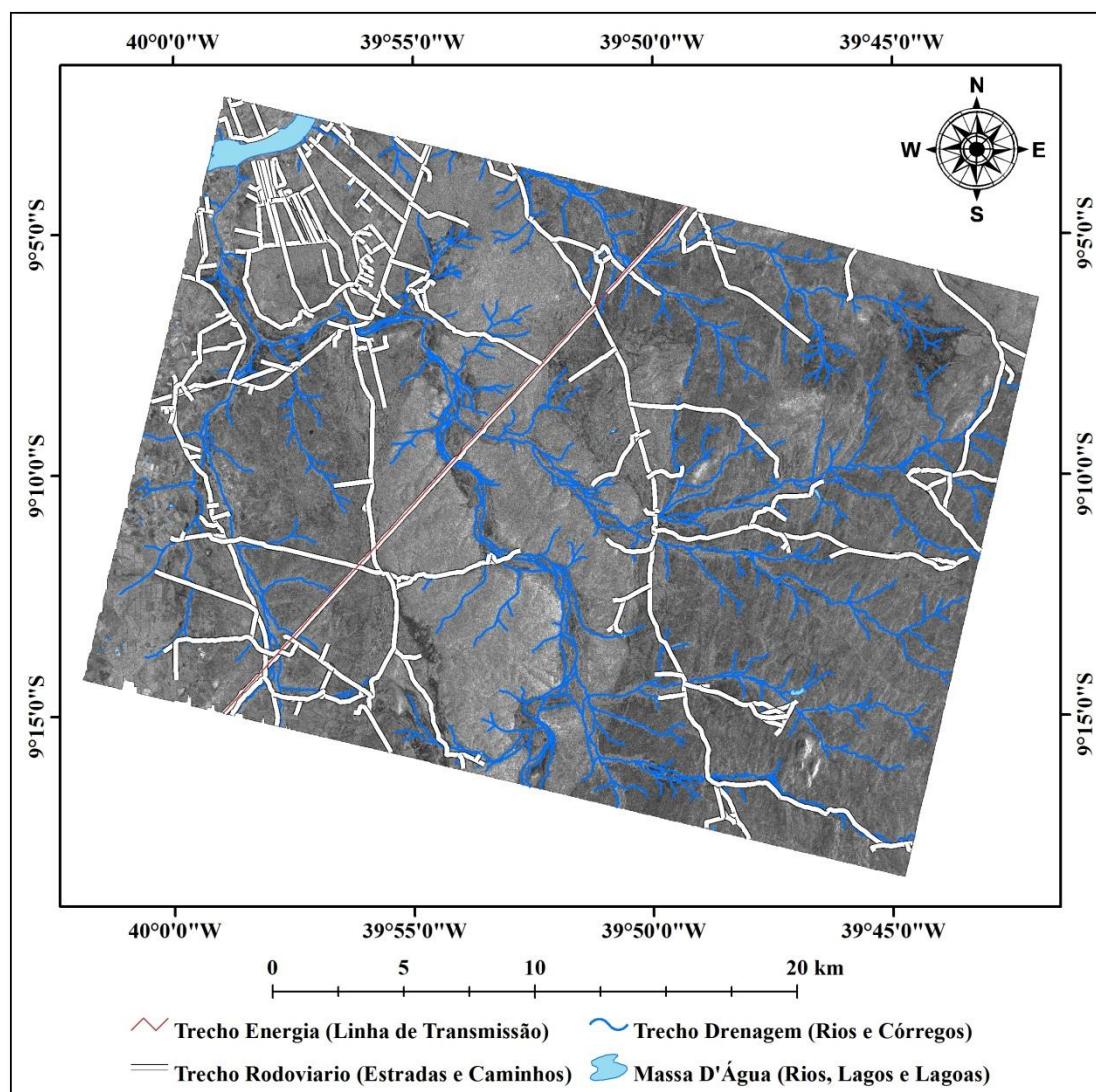 40°0'0"W 39°55'0"W 39°50'0"W 39°45'0"W
N
W E
S
9°5'0"S 9°5'0"S
9°10'0"S 9°10'0"S
9°15'0"S 9°15'0"S
40°0'0"W 39°55'0"W 39°50'0"W 39°45'0"W
0 5 10 20 km
Trecho Energia (Linha de Transmissão) Trecho Drenagem (Rios e Córregos)
Trecho Rodoviario (Estradas e Caminhos) Massa D'Água (Rios, Lagos e Lagoas)